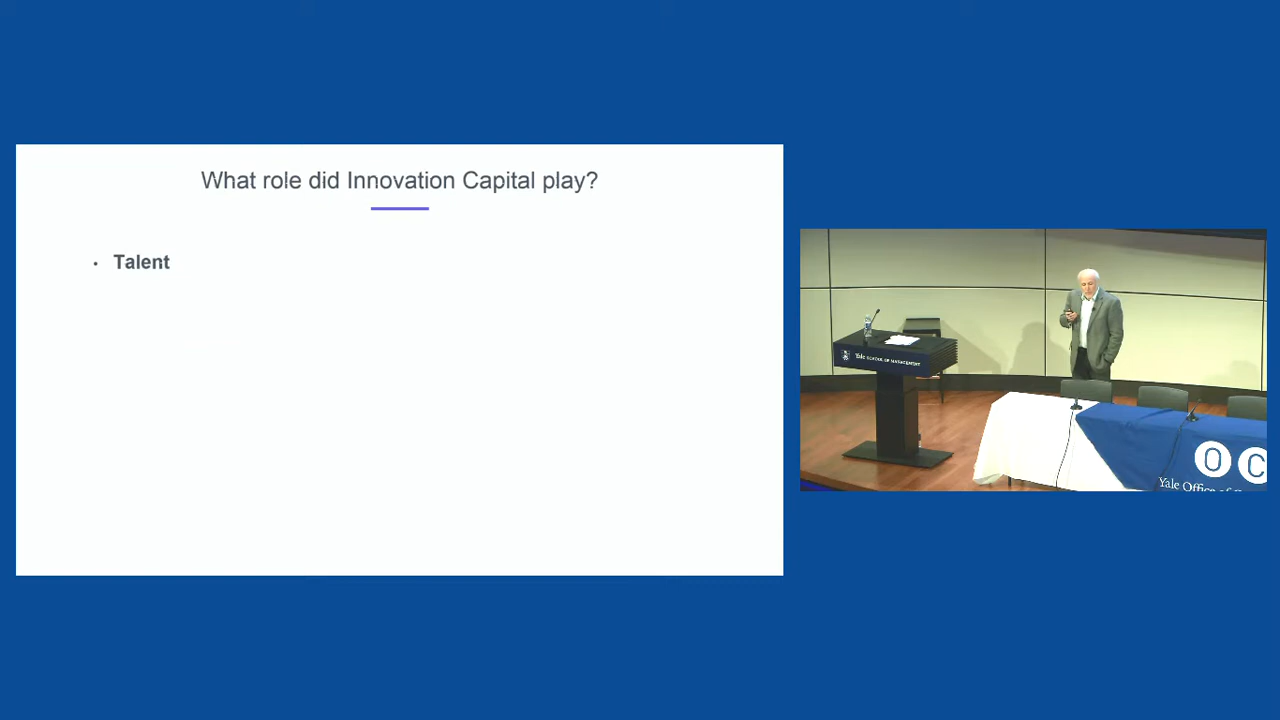 What role did Innovation Capital play?
• Talent
Yale SCHOOL OF MANAGEMENT
O C
Yale Office of